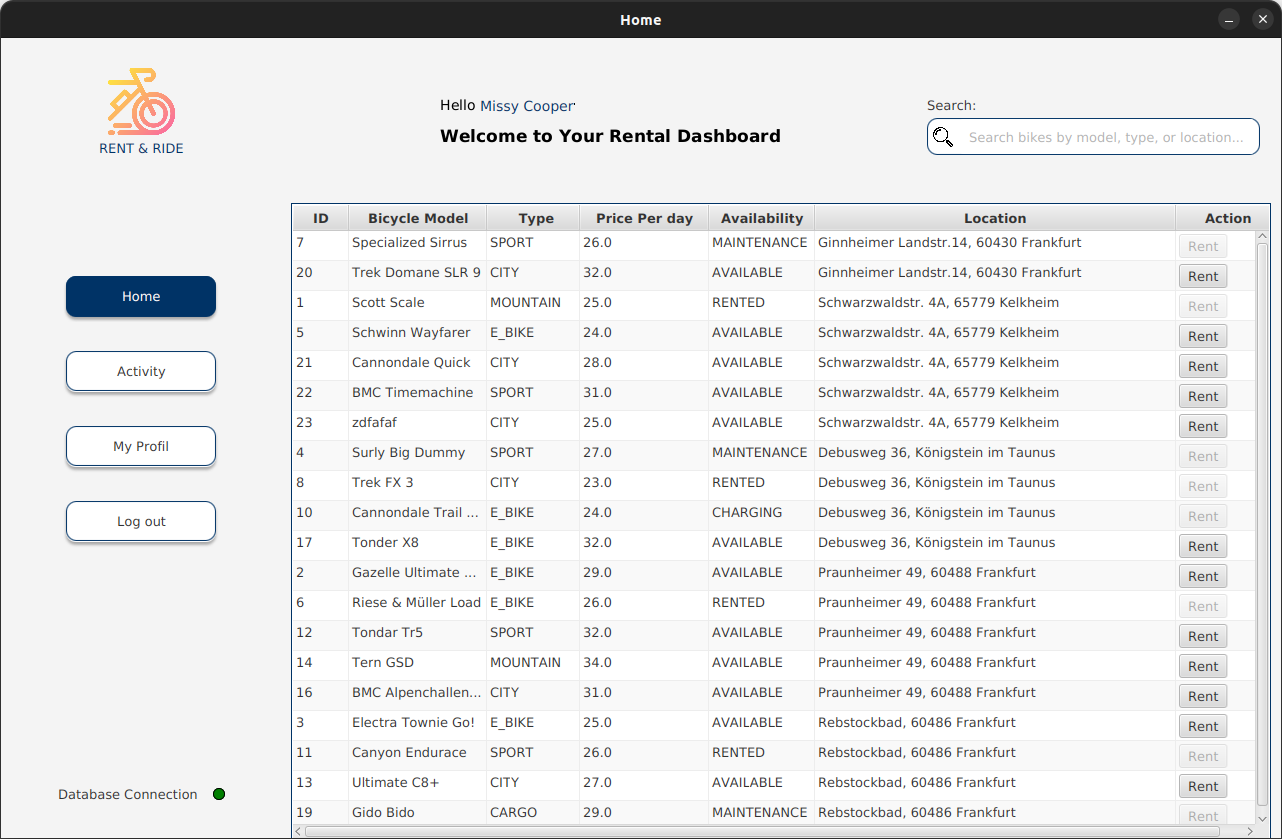 Home
RENT & RIDE
Hello Missy Cooper
Welcome to Your Rental Dashboard
Search:
Search bikes by model, type, or location...
Home
Activity
My Profil
Log out
Database Connection
ID Bicycle Model Type Price Per day Availability Location Action
7 Specialized Sirrus SPORT 26.0 MAINTENANCE Ginnheimer Landstr.14, 60430 Frankfurt Rent
20 Trek Domane SLR 9 CITY 32.0 AVAILABLE Ginnheimer Landstr.14, 60430 Frankfurt Rent
1 Scott Scale MOUNTAIN 25.0 RENTED Schwarzwaldstr. 4A, 65779 Kelkheim Rent
5 Schwinn Wayfarer E_BIKE 24.0 AVAILABLE Schwarzwaldstr. 4A, 65779 Kelkheim Rent
21 Cannondale Quick CITY 28.0 AVAILABLE Schwarzwaldstr. 4A, 65779 Kelkheim Rent
22 BMC Timemachine SPORT 31.0 AVAILABLE Schwarzwaldstr. 4A, 65779 Kelkheim Rent
23 zdfafaf CITY 25.0 AVAILABLE Schwarzwaldstr. 4A, 65779 Kelkheim Rent
4 Surly Big Dummy SPORT 27.0 MAINTENANCE Debusweg 36, Königstein im Taunus Rent
8 Trek FX 3 CITY 23.0 RENTED Debusweg 36, Königstein im Taunus Rent
10 Cannondale Trail ... E_BIKE 24.0 CHARGING Debusweg 36, Königstein im Taunus Rent
17 Tonder X8 E_BIKE 32.0 AVAILABLE Debusweg 36, Königstein im Taunus Rent
2 Gazelle Ultimate ... E_BIKE 29.0 AVAILABLE Praunheimer 49, 60488 Frankfurt Rent
6 Riese & Müller Load E_BIKE 26.0 RENTED Praunheimer 49, 60488 Frankfurt Rent
12 Tondar Tr5 SPORT 32.0 AVAILABLE Praunheimer 49, 60488 Frankfurt Rent
14 Tern GSD MOUNTAIN 34.0 AVAILABLE Praunheimer 49, 60488 Frankfurt Rent
16 BMC Alpenchallen... CITY 31.0 AVAILABLE Praunheimer 49, 60488 Frankfurt Rent
3 Electra Townie Go! E_BIKE 25.0 AVAILABLE Rebstockbad, 60486 Frankfurt Rent
11 Canyon Endurace SPORT 26.0 RENTED Rebstockbad, 60486 Frankfurt Rent
13 Ultimate C8+ CITY 27.0 AVAILABLE Rebstockbad, 60486 Frankfurt Rent
19 Gido Bido CARGO 29.0 MAINTENANCE Rebstockbad, 60486 Frankfurt Rent